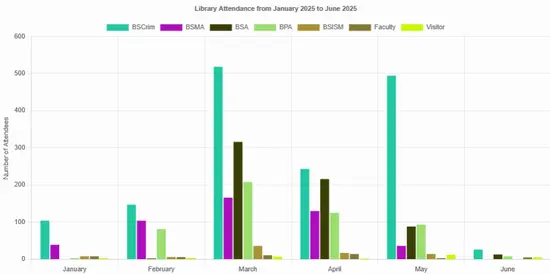 Library Attendance from January 2025 to June 2025
BSCrim BSMA BSA BPA BSISM Faculty Visitor
Number of Attendees
600
500
400
300
200
100
0
January February March April May June